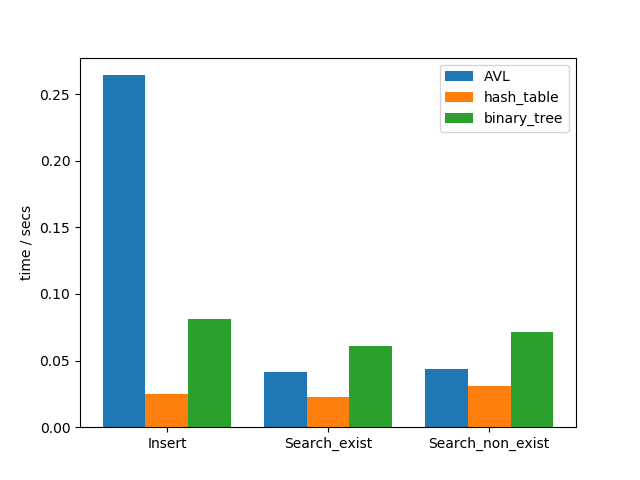 AVL
hash_table
binary_tree
time / secs
0.25
0.20
0.15
0.10
0.05
0.00
Insert
Search_exist
Search_non_exist